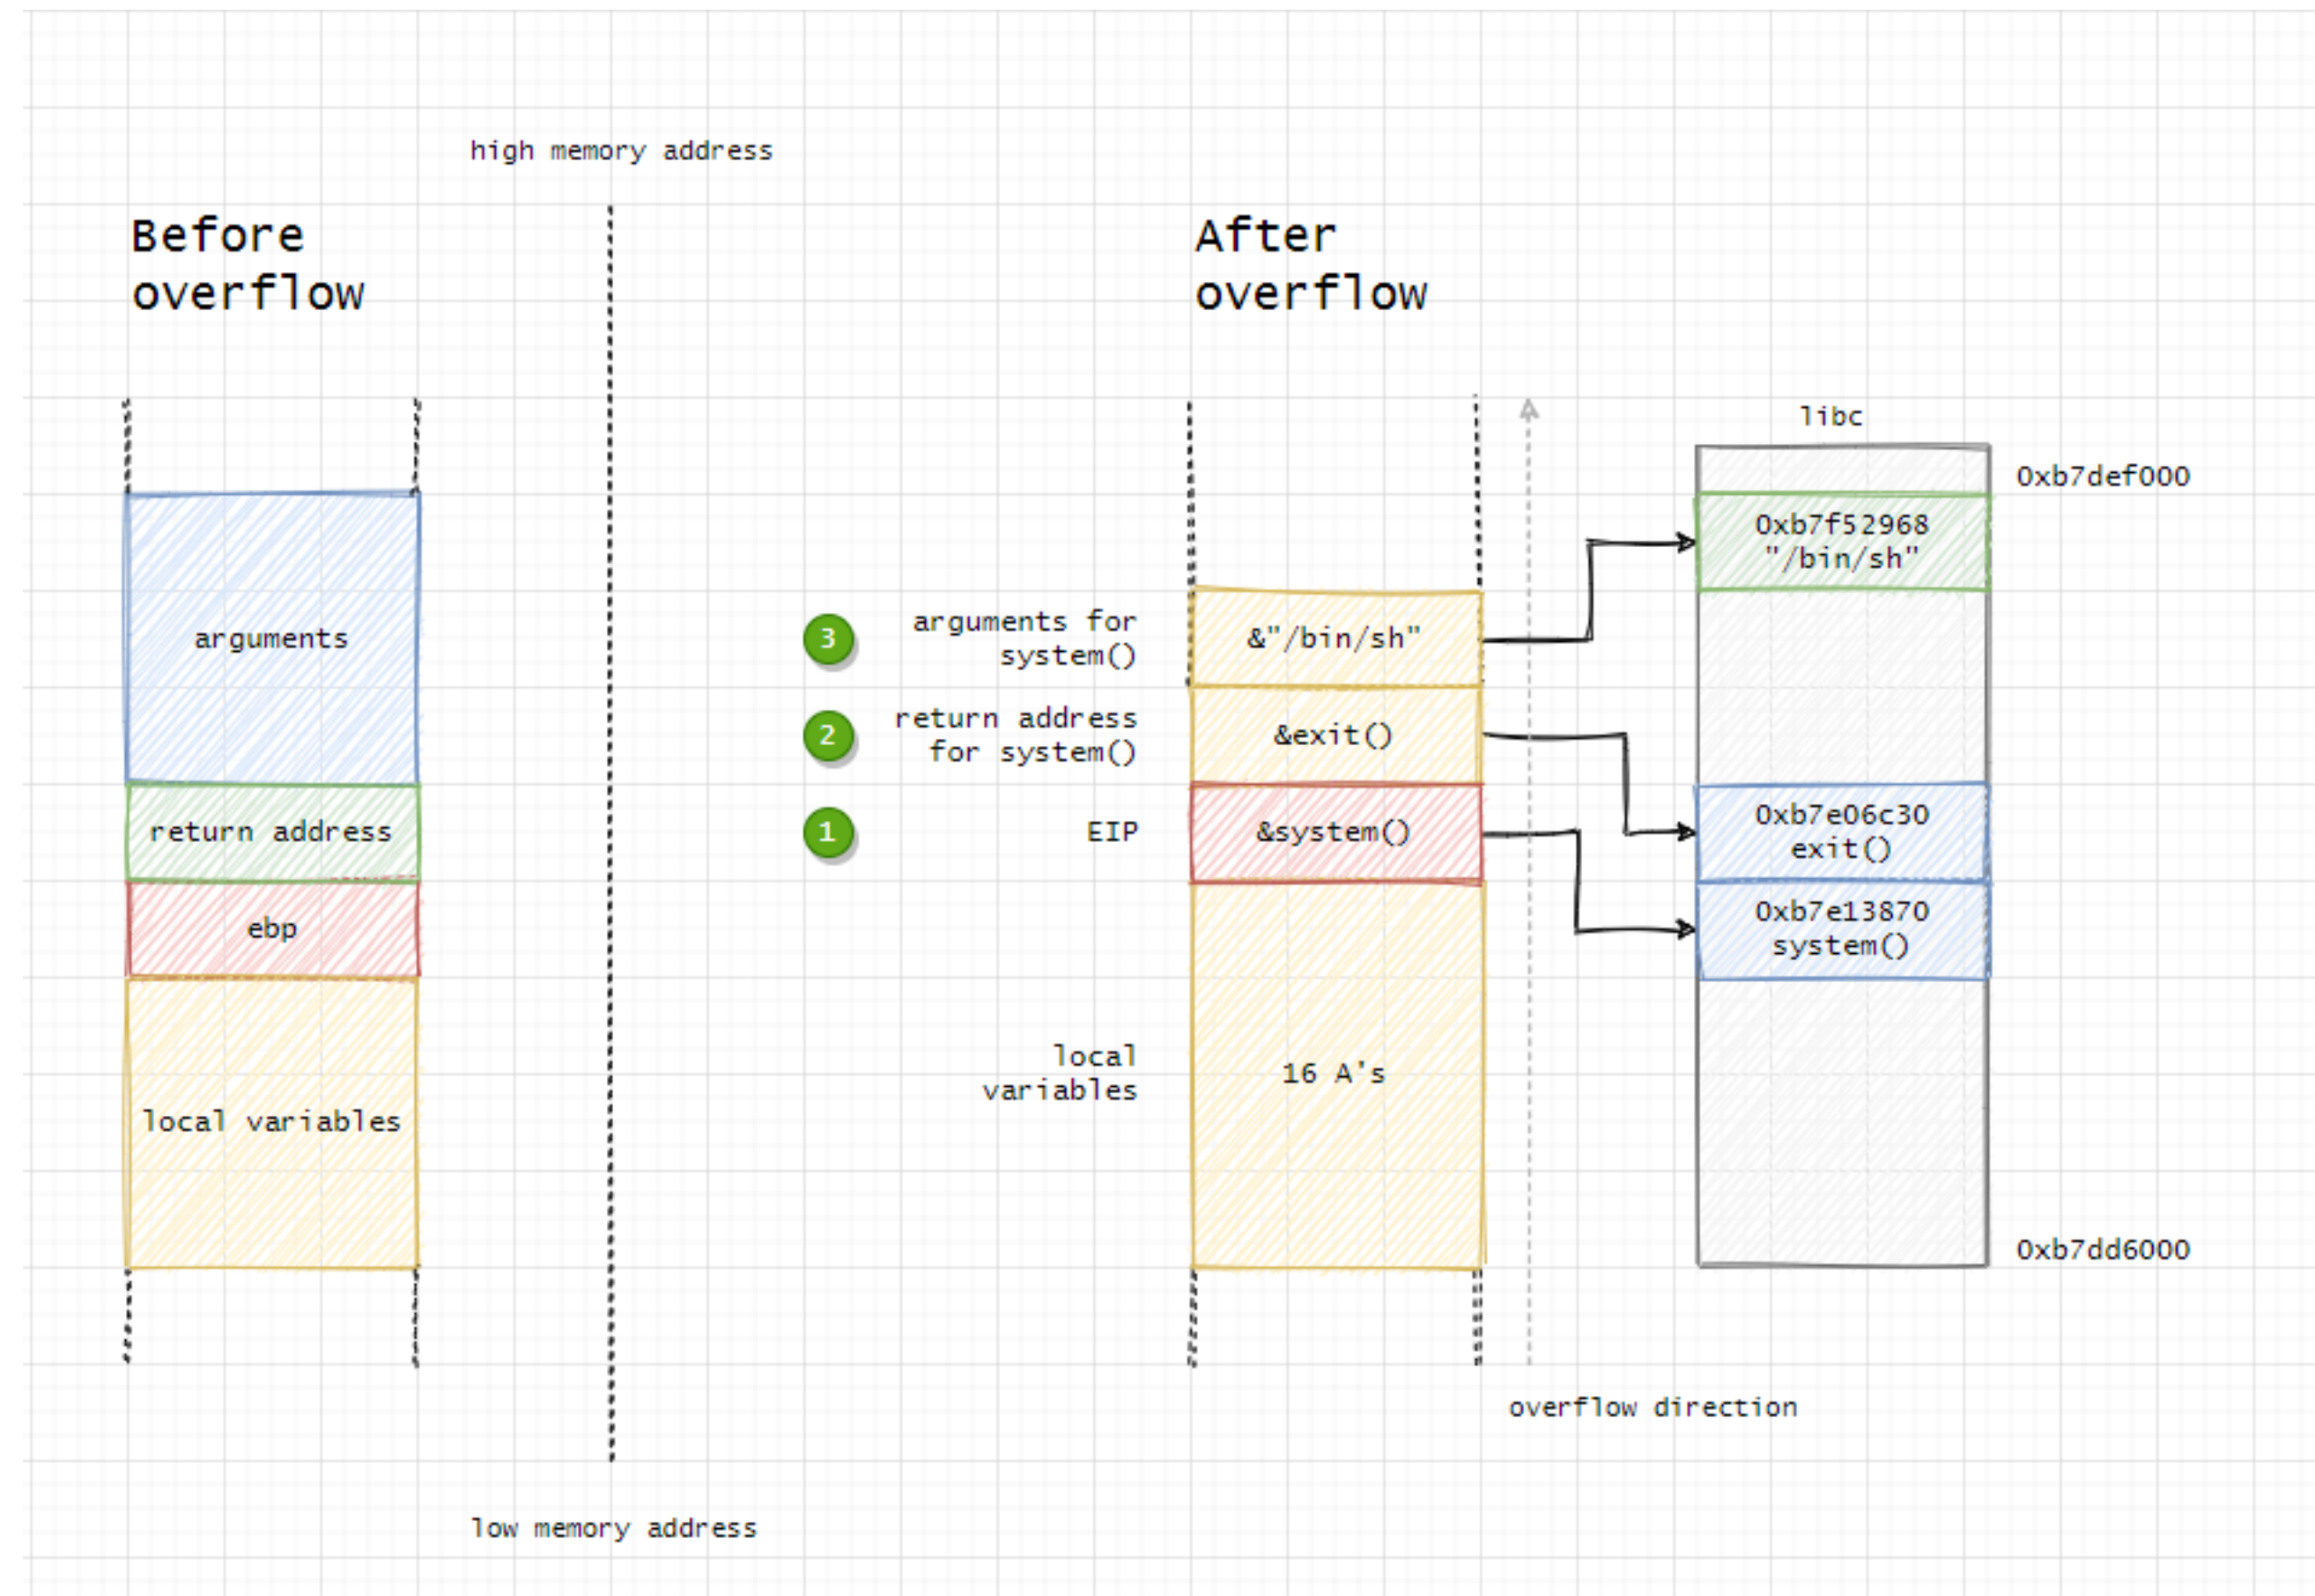 high memory address
Before
overflow
After
overflow
libc
0xb7def000
0xb7f52968
"/bin/sh"
arguments
3
arguments for
system()
&"/bin/sh"
2
return address
for system()
&exit()
return address
1
EIP
&system()
0xb7e06c30
exit()
ebp
0xb7e13870
system()
local
variables
16 A's
local variables
0xb7dd6000
overflow direction
low memory address